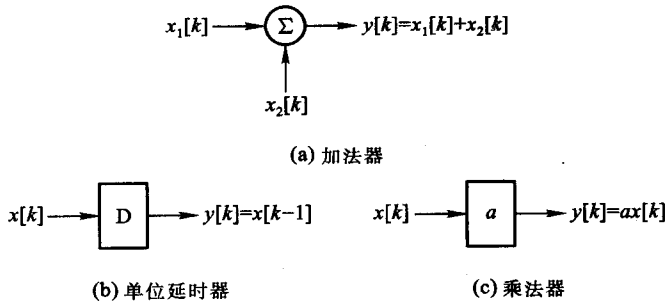 x₁[k] Σ y[k]=x₁[k]+x₂[k]
x₂[k]
(a) 加法器
x[k] D y[k]=x[k−1]
x[k] a y[k]=ax[k]
(b) 单位延时器
(c) 乘法器